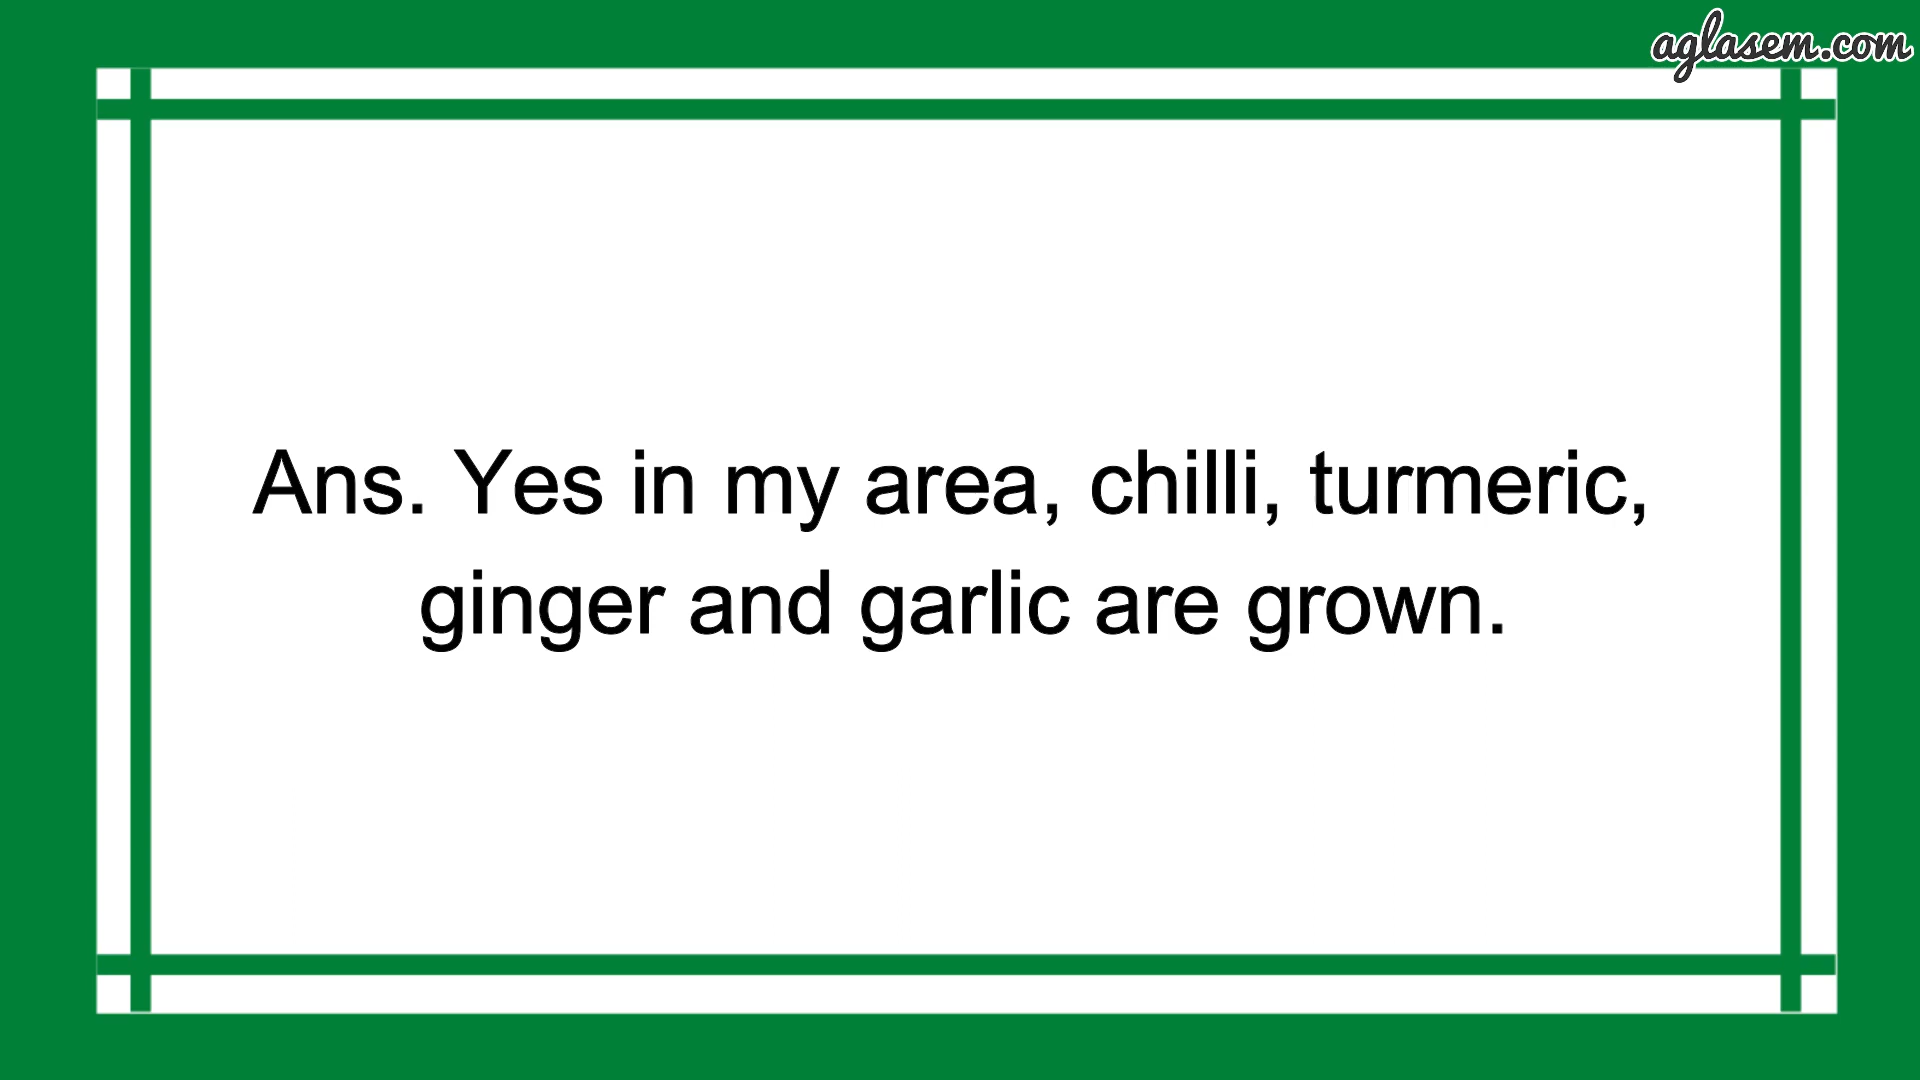 aglasem.com
Ans. Yes in my area, chilli, turmeric,
ginger and garlic are grown.